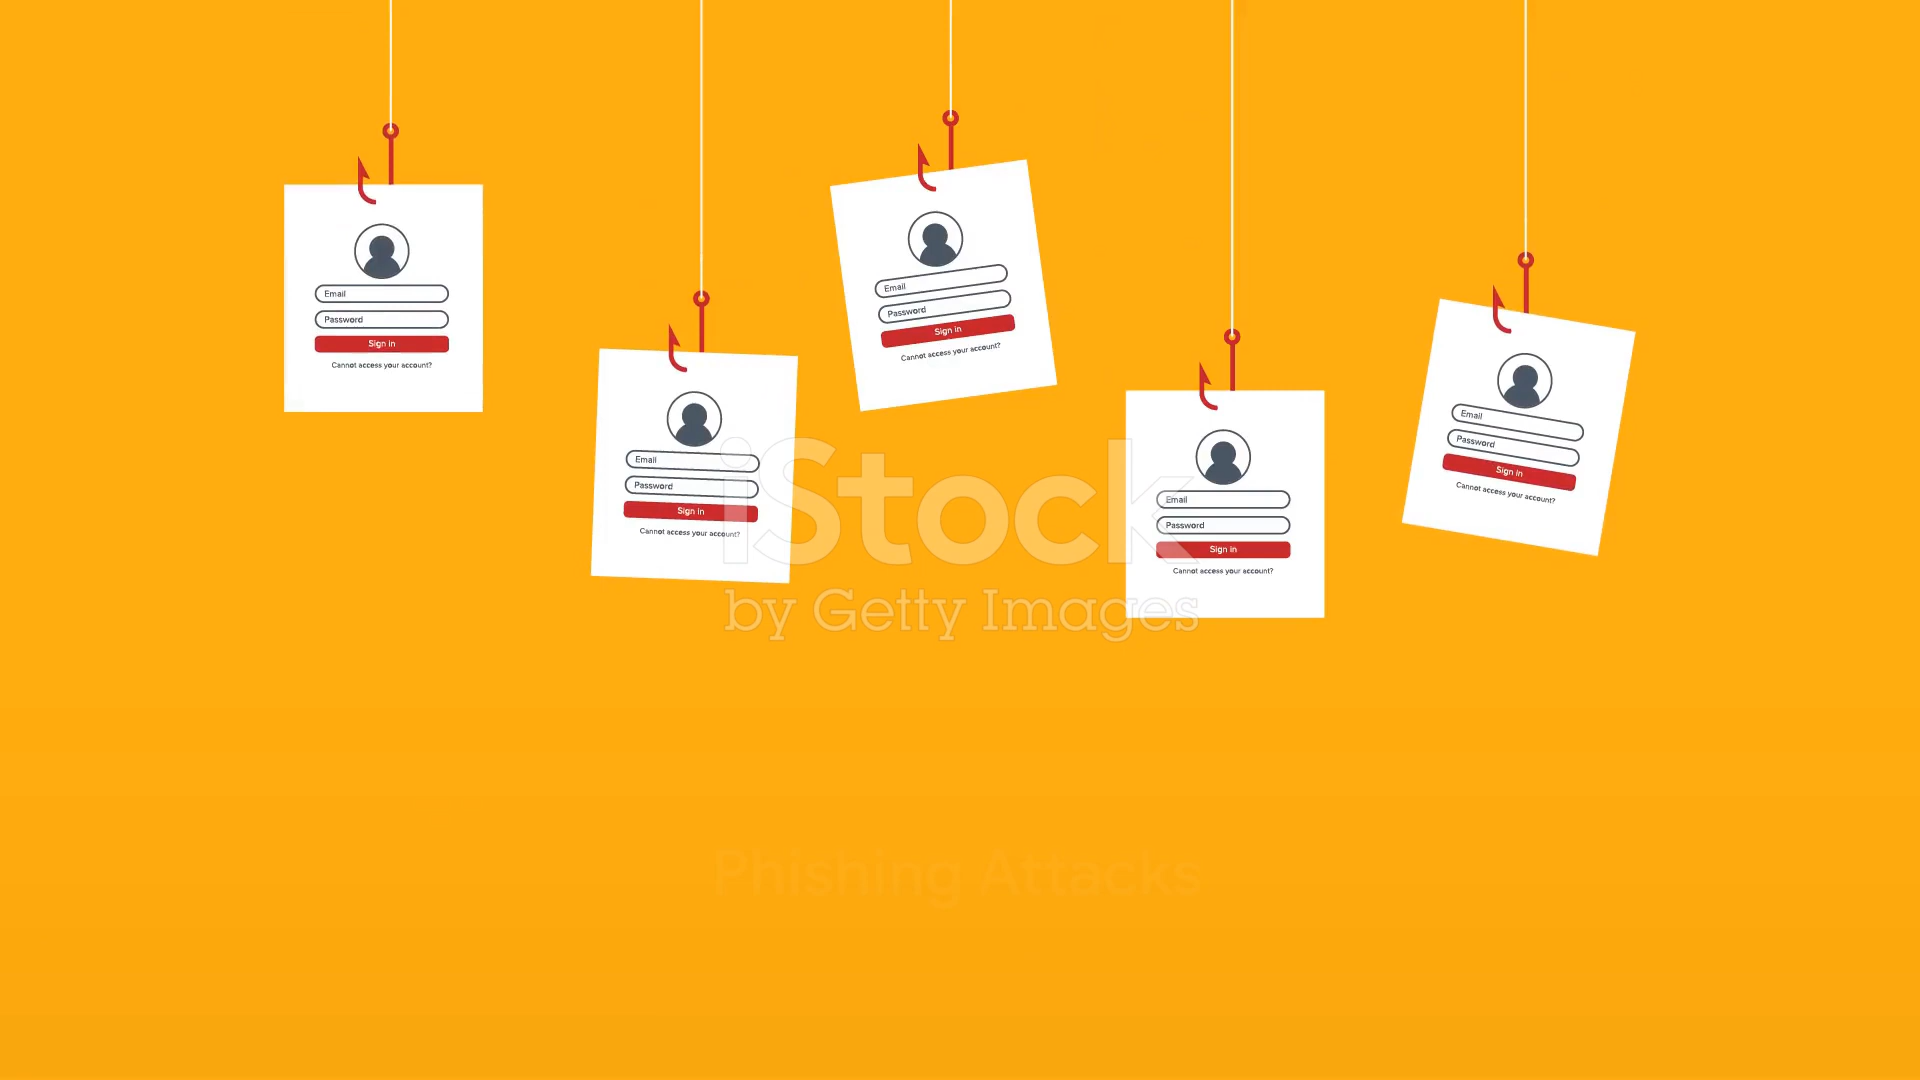 Email
Password
Sign in
Cannot access your account?
Email
Password
Sign in
Cannot access your account?
Email
Password
Sign in
Cannot access your account?
Email
Password
Sign in
Cannot access your account?
Email
Password
Sign in
Cannot access your account?
iStock
by Getty Images
Phishing Attacks